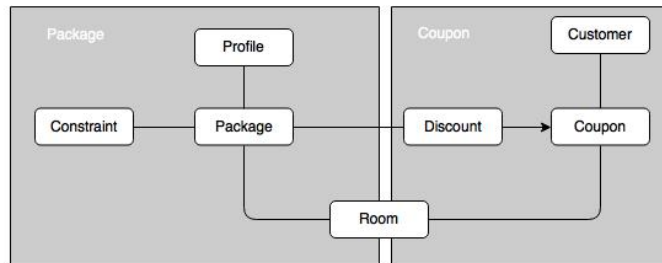 Package
Coupon
Profile
Customer
Constraint
Package
Discount
Coupon
Room